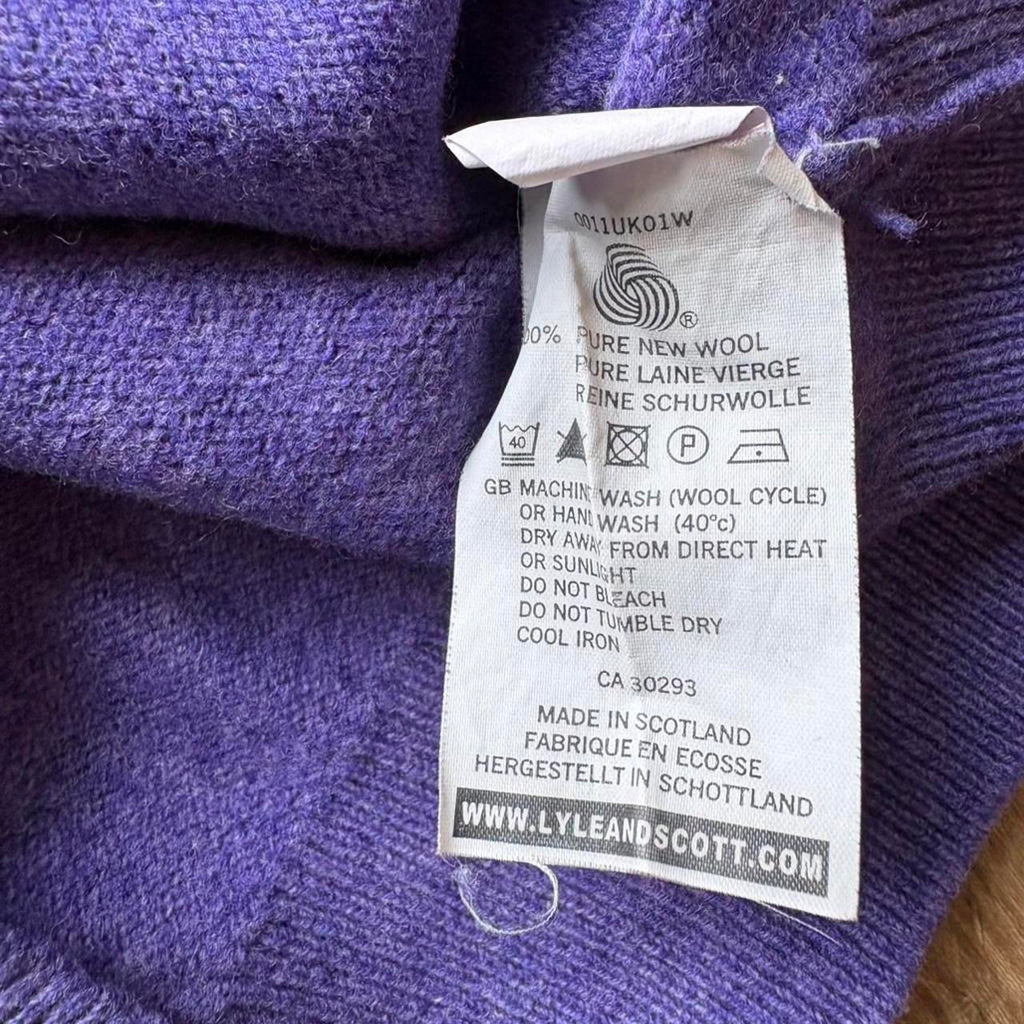 0011UK01W
®
00% PURE NEW WOOL
PURE LAINE VIERGE
REINE SCHURWOLLE
40 P
GB MACHINE WASH (WOOL CYCLE)
OR HAND WASH (40°c)
DRY AWAY FROM DIRECT HEAT
OR SUNLIGHT
DO NOT BLEACH
DO NOT TUMBLE DRY
COOL IRON
CA 30293
MADE IN SCOTLAND
FABRIQUE EN ECOSSE
HERGESTELLT IN SCHOTTLAND
WWW.LYLEANDSCOTT.COM